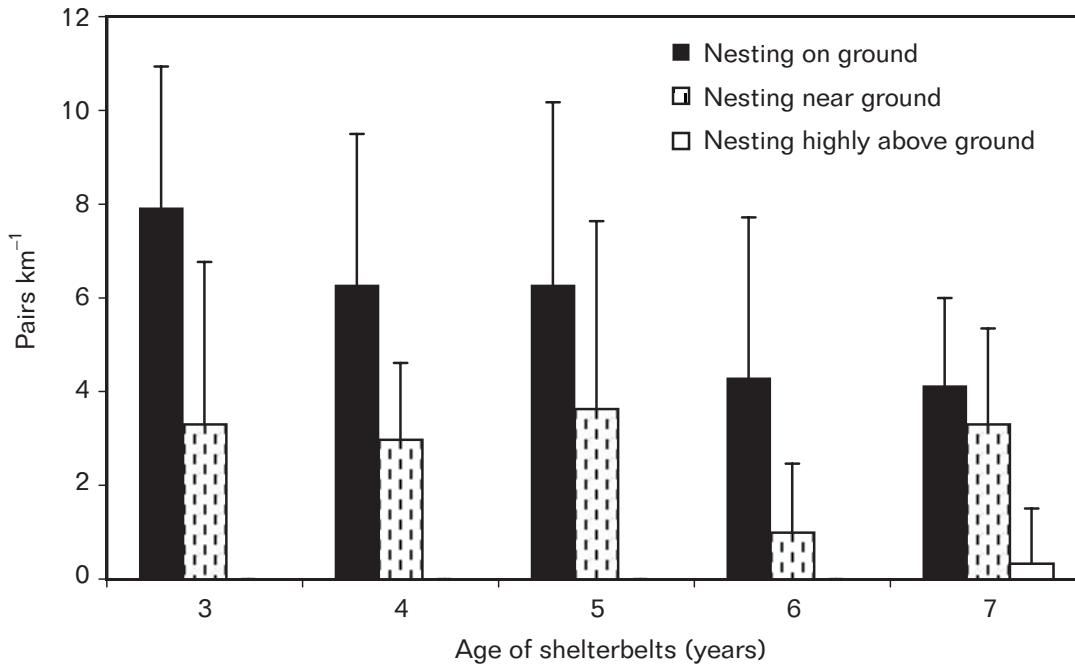 12
10
8
6
4
2
0
Pairs km⁻¹
Nesting on ground
Nesting near ground
Nesting highly above ground
3 4 5 6 7
Age of shelterbelts (years)